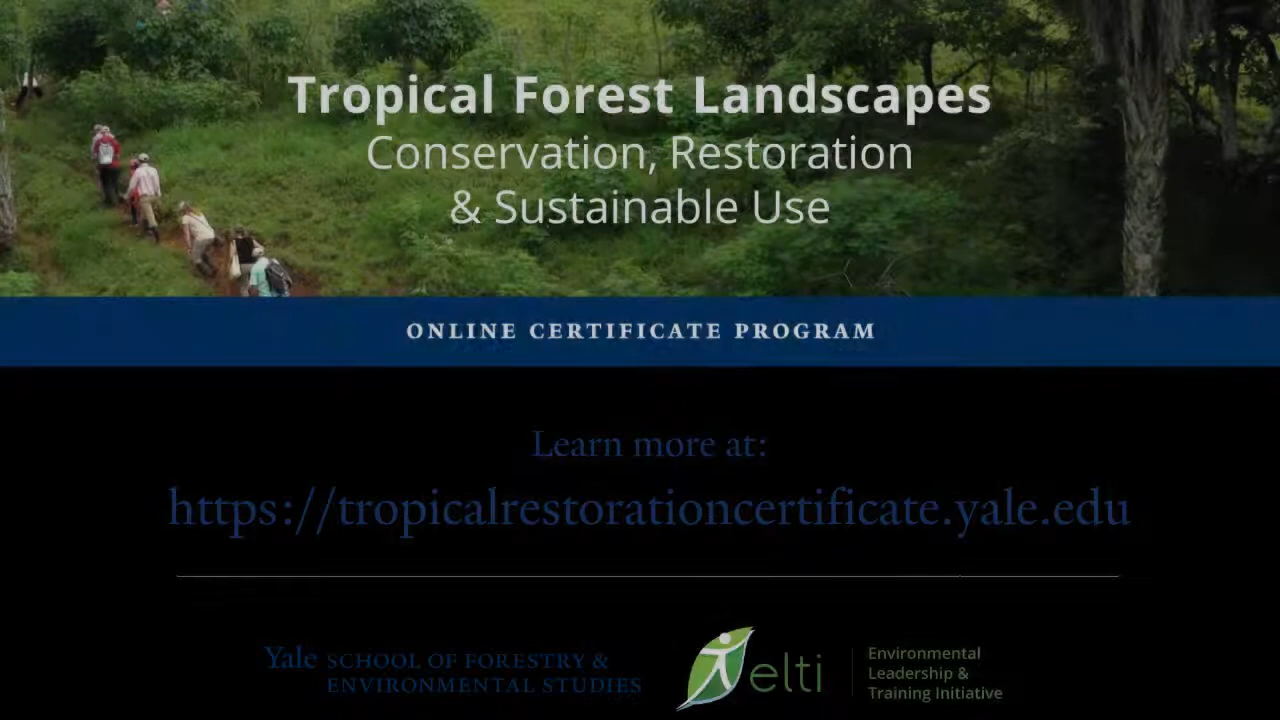 Tropical Forest Landscapes
Conservation, Restoration
& Sustainable Use
ONLINE CERTIFICATE PROGRAM
Learn more at:
https://tropicalrestorationcertificate.yale.edu
Yale SCHOOL OF FORESTRY &
ENVIRONMENTAL STUDIES
elti
Environmental
Leadership &
Training Initiative